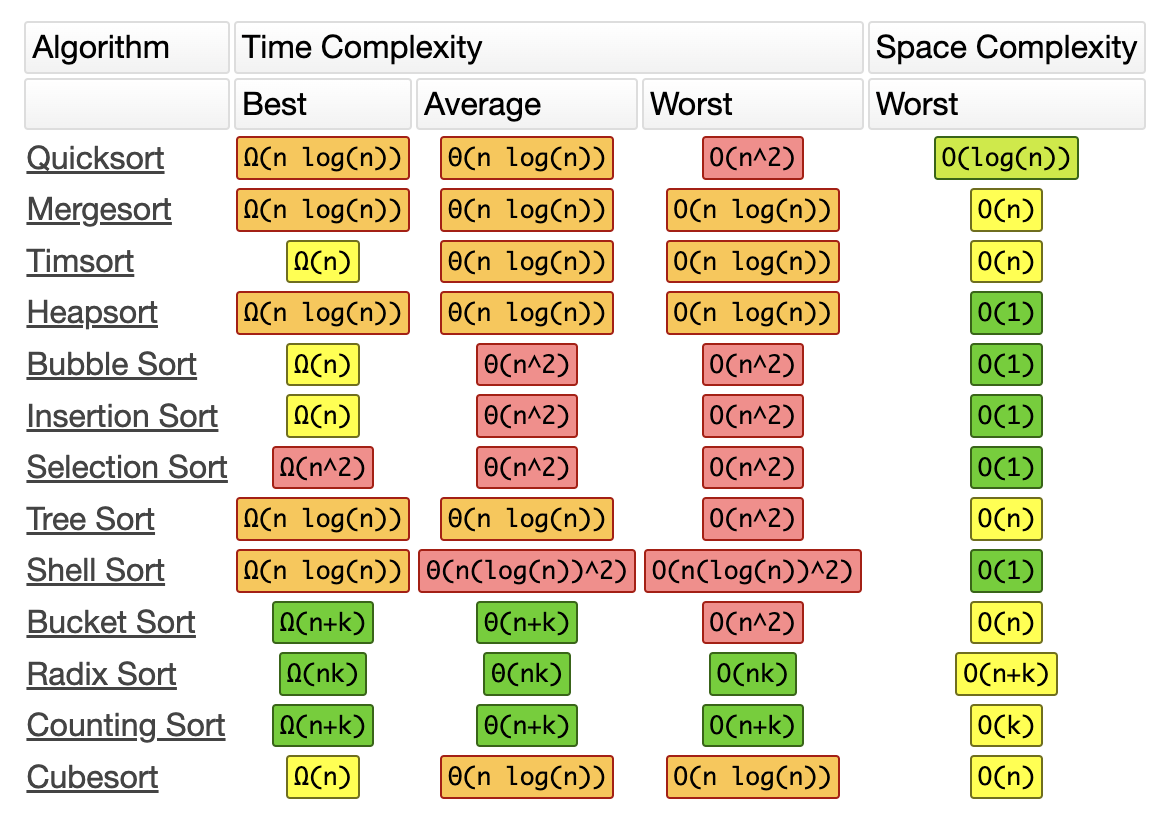 Algorithm Time Complexity Space Complexity
Best Average Worst Worst
Quicksort Ω(n log(n)) Θ(n log(n)) O(n^2) O(log(n))
Mergesort Ω(n log(n)) Θ(n log(n)) O(n log(n)) O(n)
Timsort Ω(n) Θ(n log(n)) O(n log(n)) O(n)
Heapsort Ω(n log(n)) Θ(n log(n)) O(n log(n)) O(1)
Bubble Sort Ω(n) Θ(n^2) O(n^2) O(1)
Insertion Sort Ω(n) Θ(n^2) O(n^2) O(1)
Selection Sort Ω(n^2) Θ(n^2) O(n^2) O(1)
Tree Sort Ω(n log(n)) Θ(n log(n)) O(n^2) O(n)
Shell Sort Ω(n log(n)) Θ(n(log(n))^2) O(n(log(n))^2) O(1)
Bucket Sort Ω(n+k) Θ(n+k) O(n^2) O(n)
Radix Sort Ω(nk) Θ(nk) O(nk) O(n+k)
Counting Sort Ω(n+k) Θ(n+k) O(n+k) O(k)
Cubesort Ω(n) Θ(n log(n)) O(n log(n)) O(n)